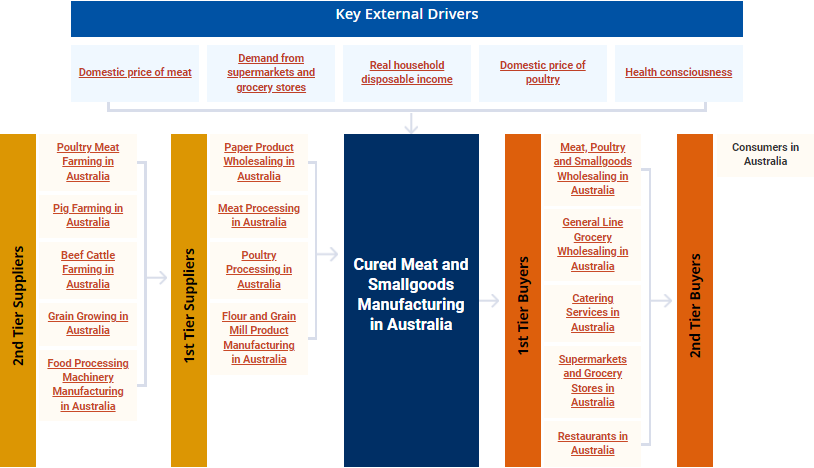 Key External Drivers
Domestic price of meat
Demand from
supermarkets and
grocery stores
Real household
disposable income
Domestic price of
poultry
Health consciousness
2nd Tier Suppliers
Poultry Meat
Farming in
Australia
Pig Farming in
Australia
Beef Cattle
Farming in
Australia
Grain Growing in
Australia
Food Processing
Machinery
Manufacturing
in Australia
1st Tier Suppliers
Paper Product
Wholesaling in
Australia
Meat Processing
in Australia
Poultry
Processing in
Australia
Flour and Grain
Mill Product
Manufacturing
in Australia
Cured Meat and
Smallgoods
Manufacturing
in Australia
1st Tier Buyers
Meat, Poultry
and Smallgoods
Wholesaling in
Australia
General Line
Grocery
Wholesaling in
Australia
Catering
Services in
Australia
Supermarkets
and Grocery
Stores in
Australia
Restaurants in
Australia
2nd Tier Buyers
Consumers in
Australia